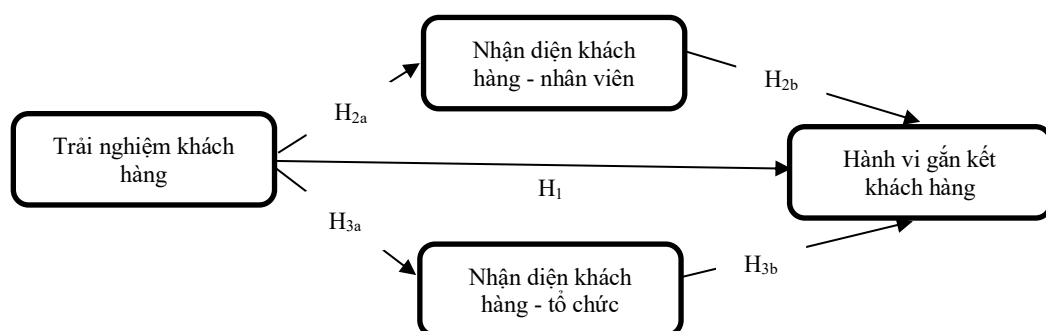 Nhận diện khách
hàng - nhân viên
H2b
H2a
Trải nghiệm khách
hàng
Hành vi gắn kết
khách hàng
H1
H3a
H3b
Nhận diện khách
hàng - tổ chức